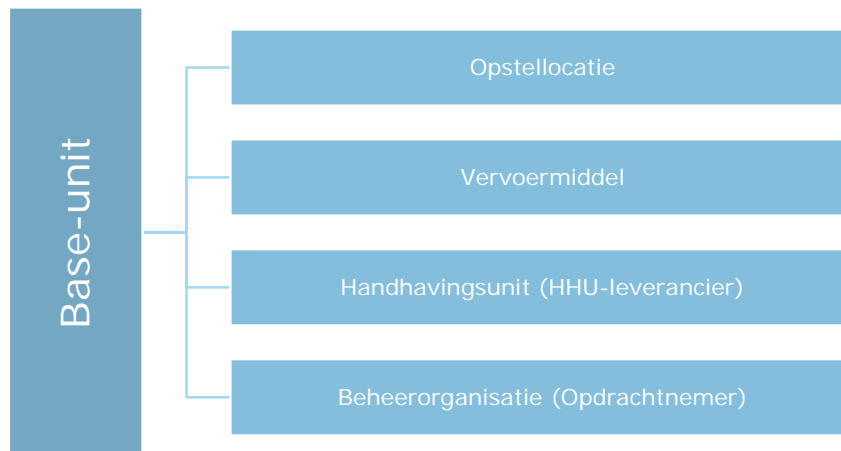 Base-unit
Opstellocatie
Vervoermiddel
Handhavingsunit (HHU-leverancier)
Beheerorganisatie (Opdrachtnemer)